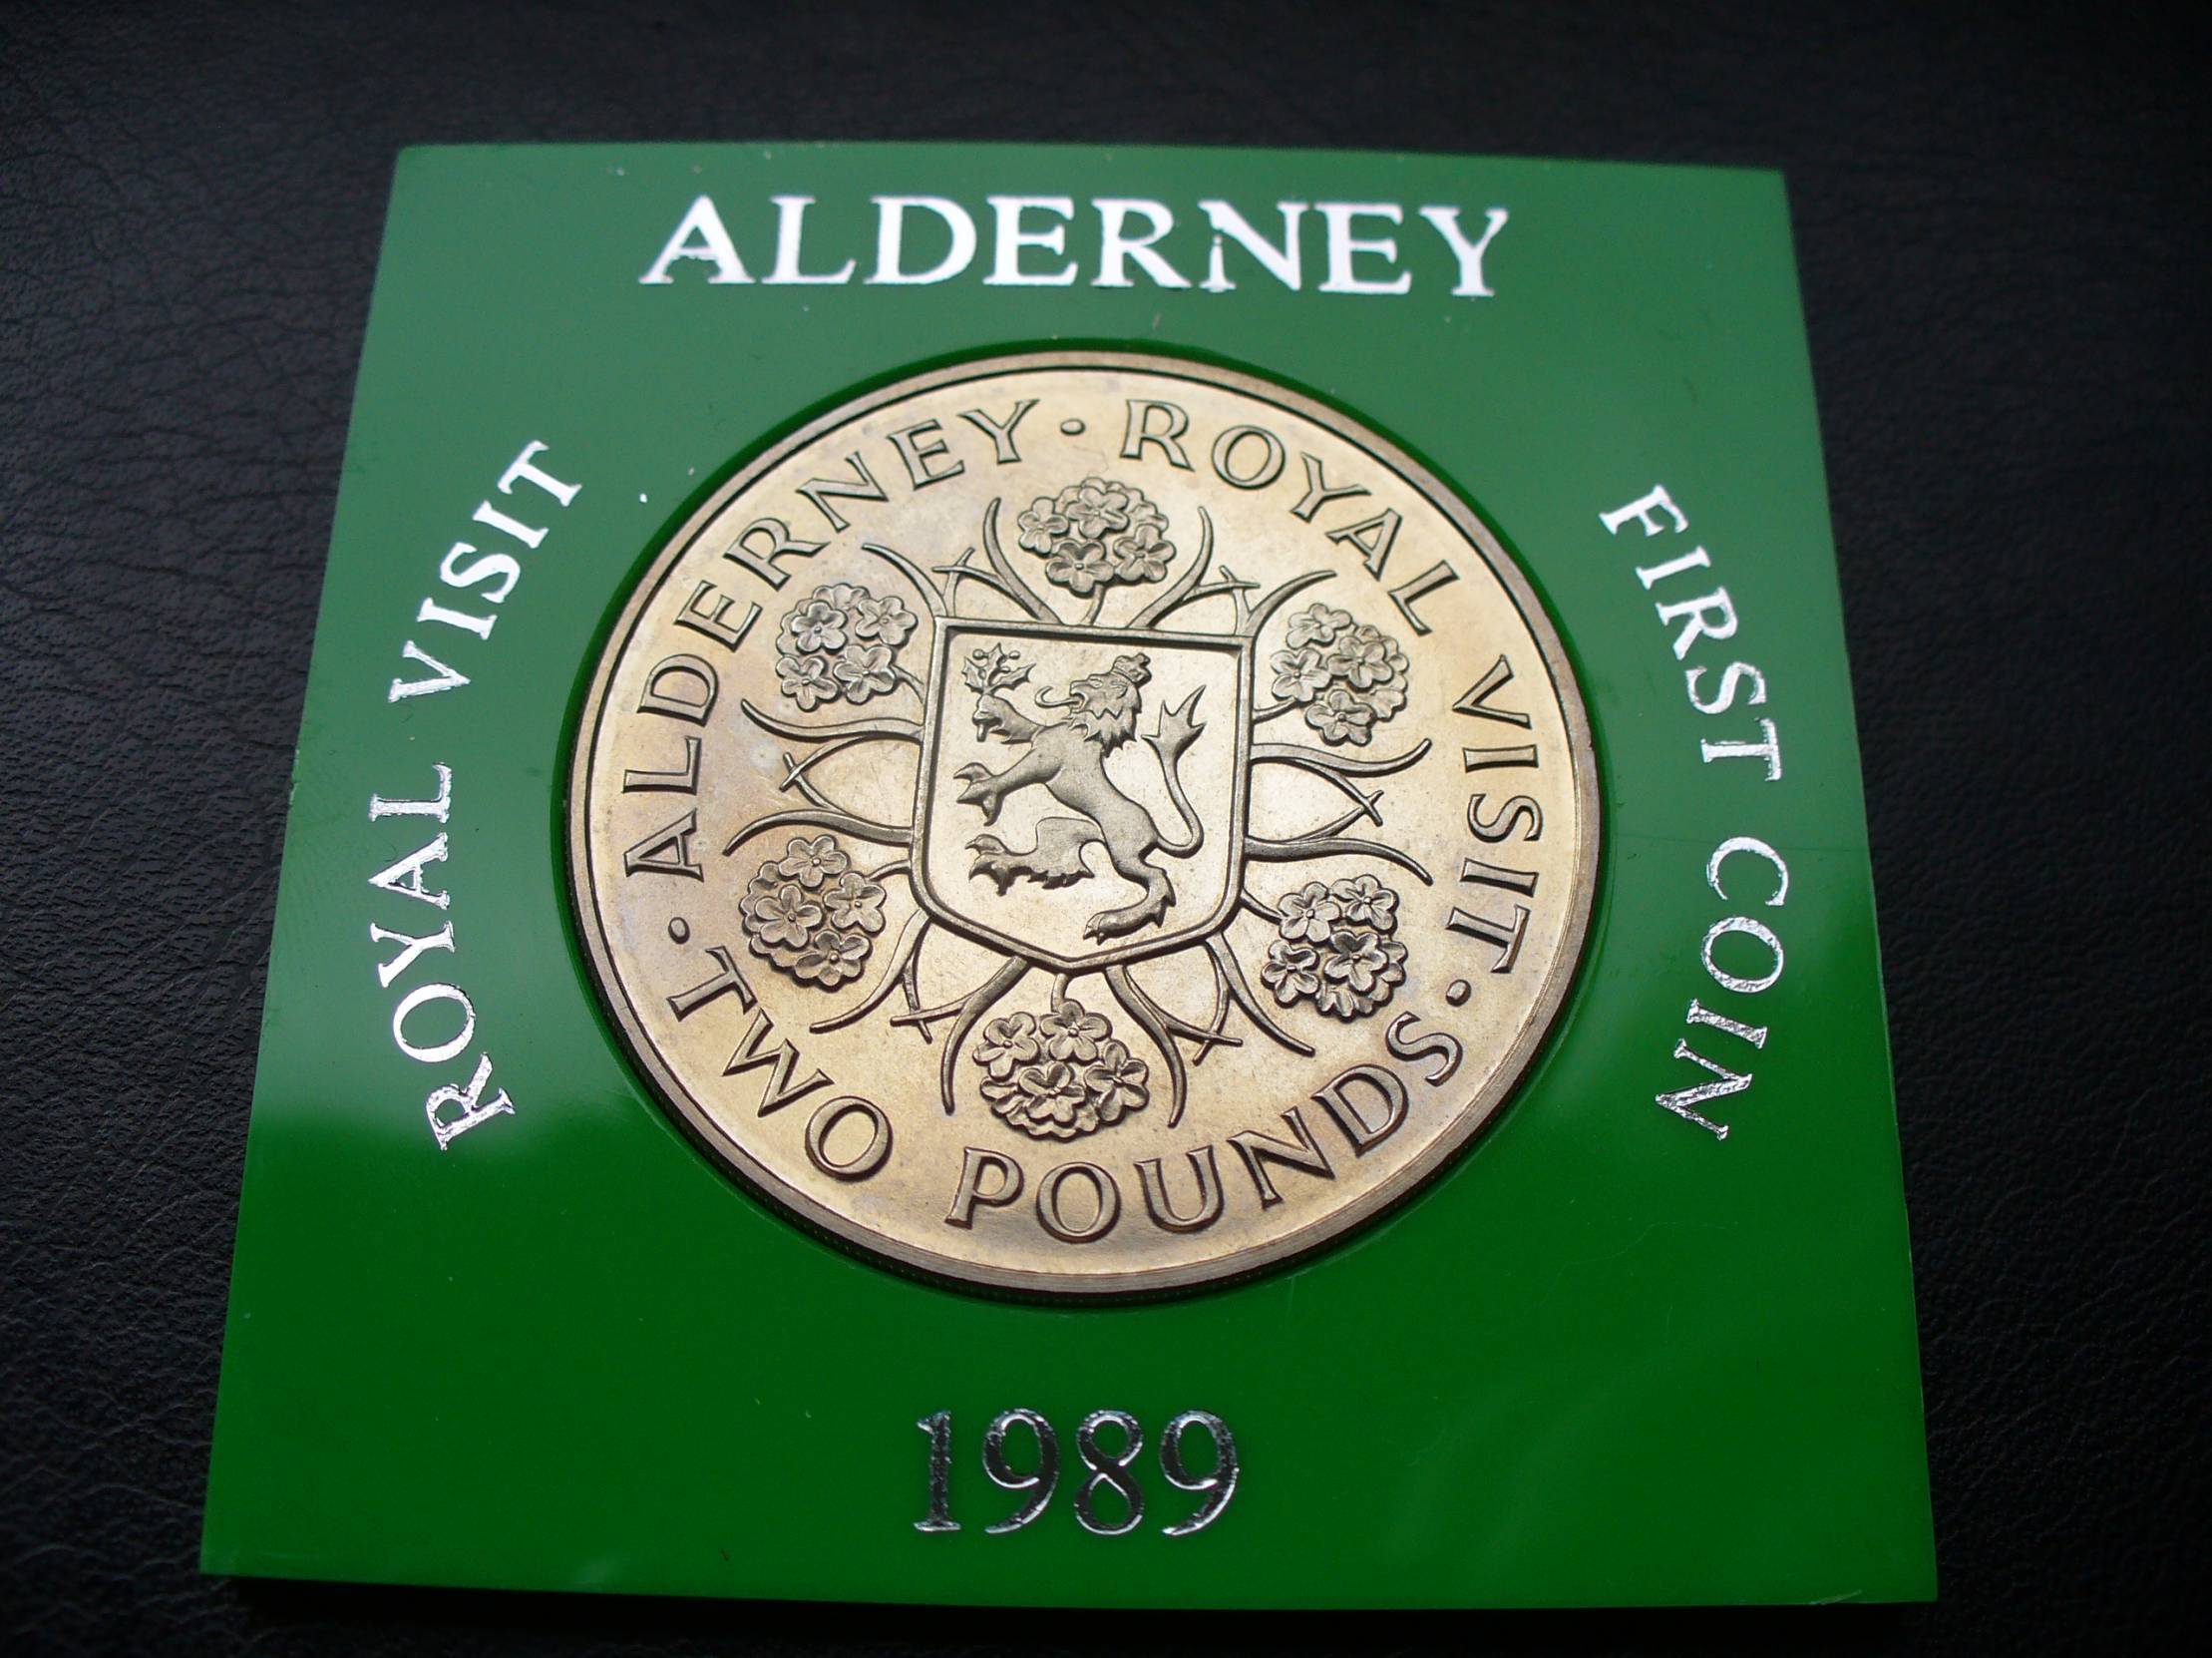 ALDERNEY
ROYAL VISIT
FIRST COIN
· ALDERNEY · ROYAL VISIT ·
TWO POUNDS
1989